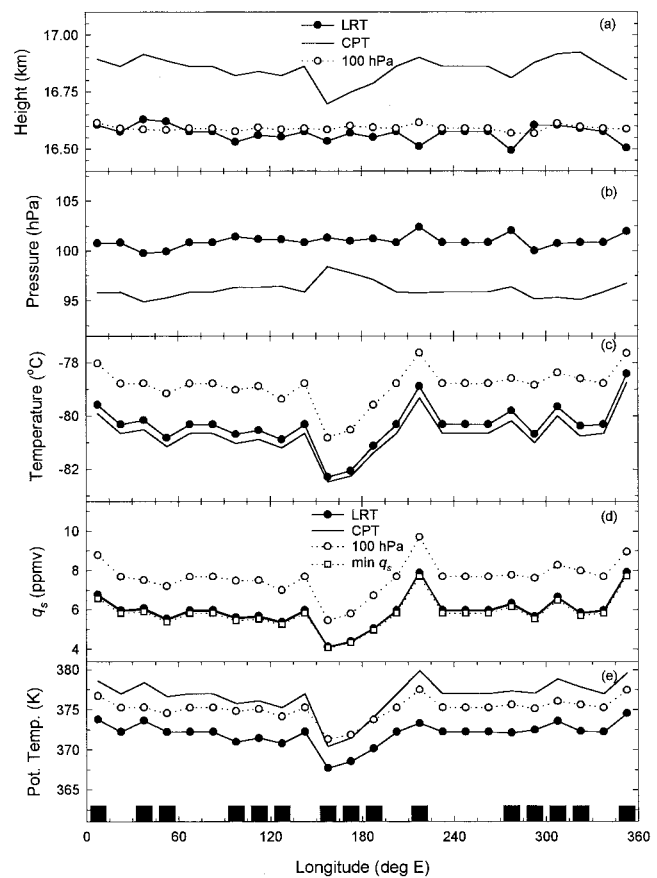 (a)
LRT
CPT
100 hPa
Height (km)
17.00
16.75
16.50
(b)
Pressure (hPa)
105
100
95
(c)
Temperature (°C)
-78
-80
-82
(d)
LRT
CPT
100 hPa
min qs
qs (ppmv)
10
8
6
4
(e)
Pot. Temp. (K)
380
375
370
365
0 60 120 180 240 300 360
Longitude (deg E)